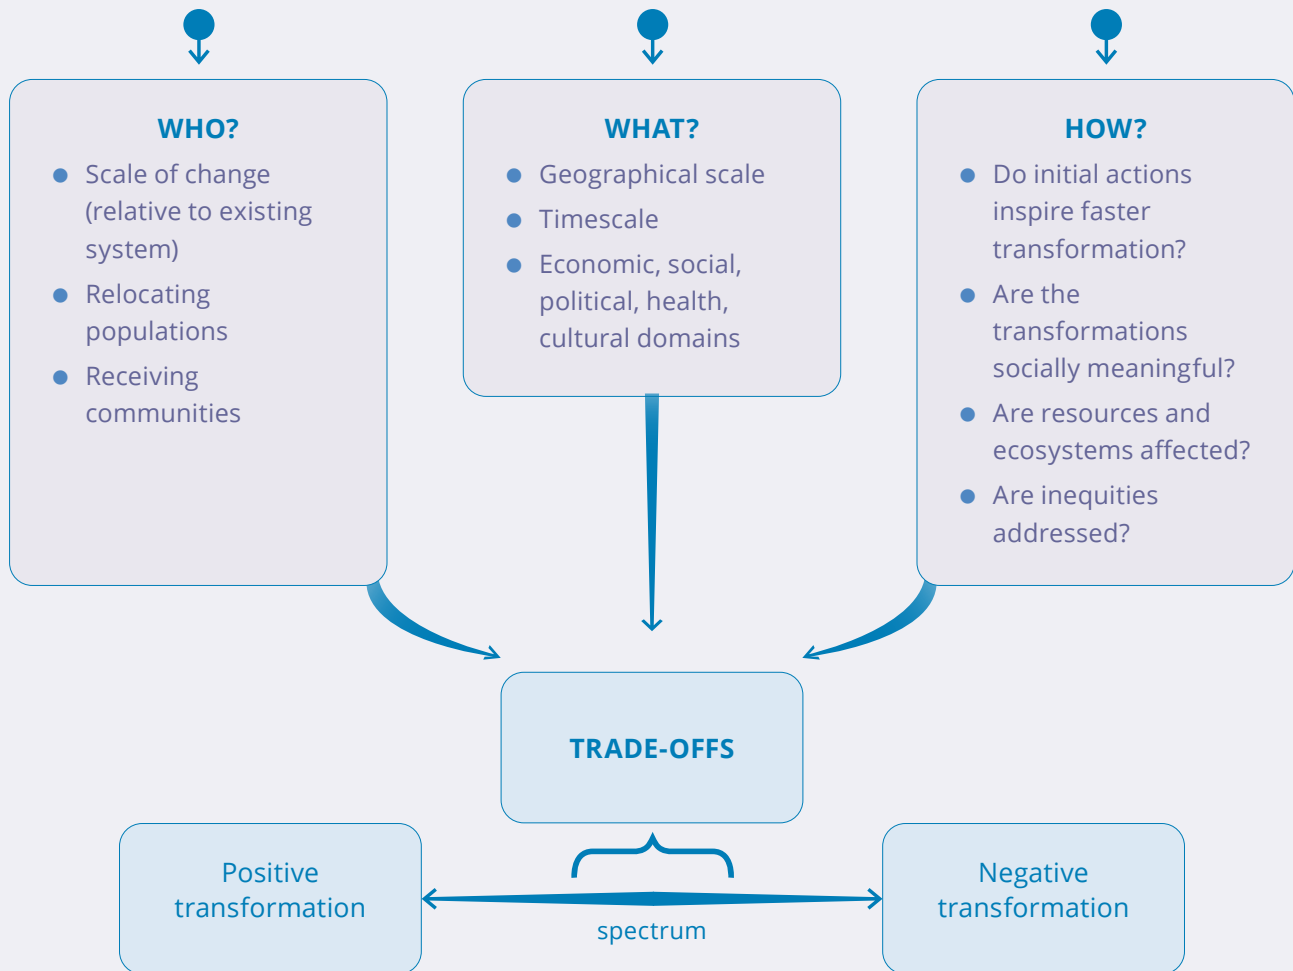 WHO?
Scale of change
(relative to existing
system)
Relocating
populations
Receiving
communities
WHAT?
Geographical scale
Timescale
Economic, social,
political, health,
cultural domains
HOW?
Do initial actions
inspire faster
transformation?
Are the
transformations
socially meaningful?
Are resources and
ecosystems affected?
Are inequities
addressed?
TRADE-OFFS
Positive
transformation
spectrum
Negative
transformation